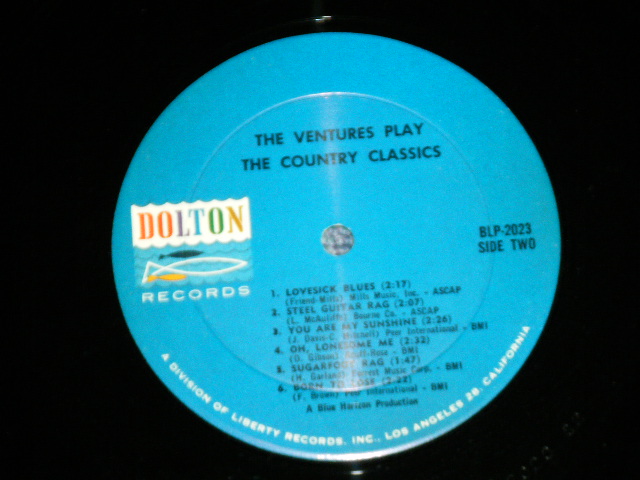 THE VENTURES PLAY
THE COUNTRY CLASSICS
DOLTON
RECORDS
BLP-2023
SIDE TWO
1. LOVESICK BLUES (2:17)
(Friend-Mills) Mills Music, Inc. - ASCAP
2. STEEL GUITAR RAG (2:07)
(L. McAuliffe) Bourne Co. - ASCAP
3. YOU ARE MY SUNSHINE (2:26)
(J. Davis-C. Mitchell) Peer International - BMI
4. OH, LONESOME ME (2:32)
(D. Gibson) Acuff-Rose - BMI
5. SUGARFOOT RAG (1:47)
(H. Garland) Forrest Music Corp. - BMI
6. BORN TO LOSE (2:22)
(F. Brown) Peer International - BMI
A Blue Horizon Production
A DIVISION OF LIBERTY RECORDS, INC., LOS ANGELES 28, CALIFORNIA